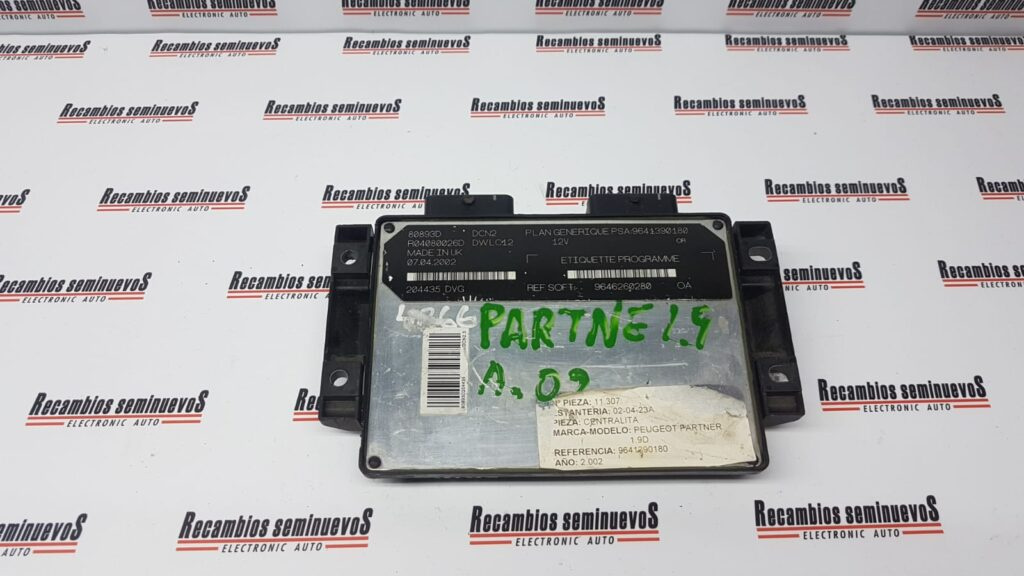 Recambios seminuevoS
ELECTRONIC AUTO
80893D DCN2 PLAN GENERIQUE PSA:9641390180
R04080026D DWLC12 12V OR
MADE IN UK
07.04.2002 ETIQUETTE PROGRAMME
204435_DVG REF SOFT: 9646260280 OA
PARTNE 1.9
A. 02
PIEZA: 11.307
ESTANTERIA: 02-04-23A
PIEZA: CENTRALITA
MARCA-MODELO: PEUGEOT PARTNER
1.9D
REFERENCIA: 9641390180
AÑO: 2.002